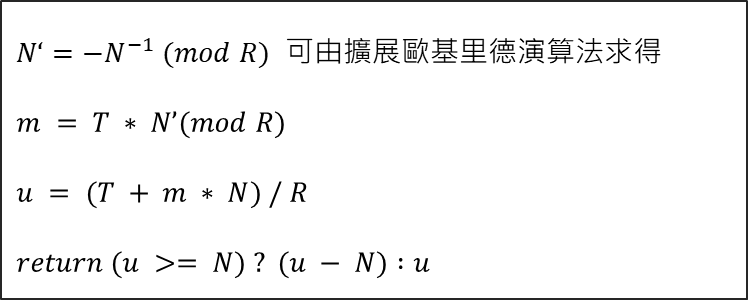 N‘ = −N⁻¹ (mod R) 可由擴展歐基里德演算法求得
m = T * N’(mod R)
u = (T + m * N) / R
return (u >= N) ? (u − N) : u